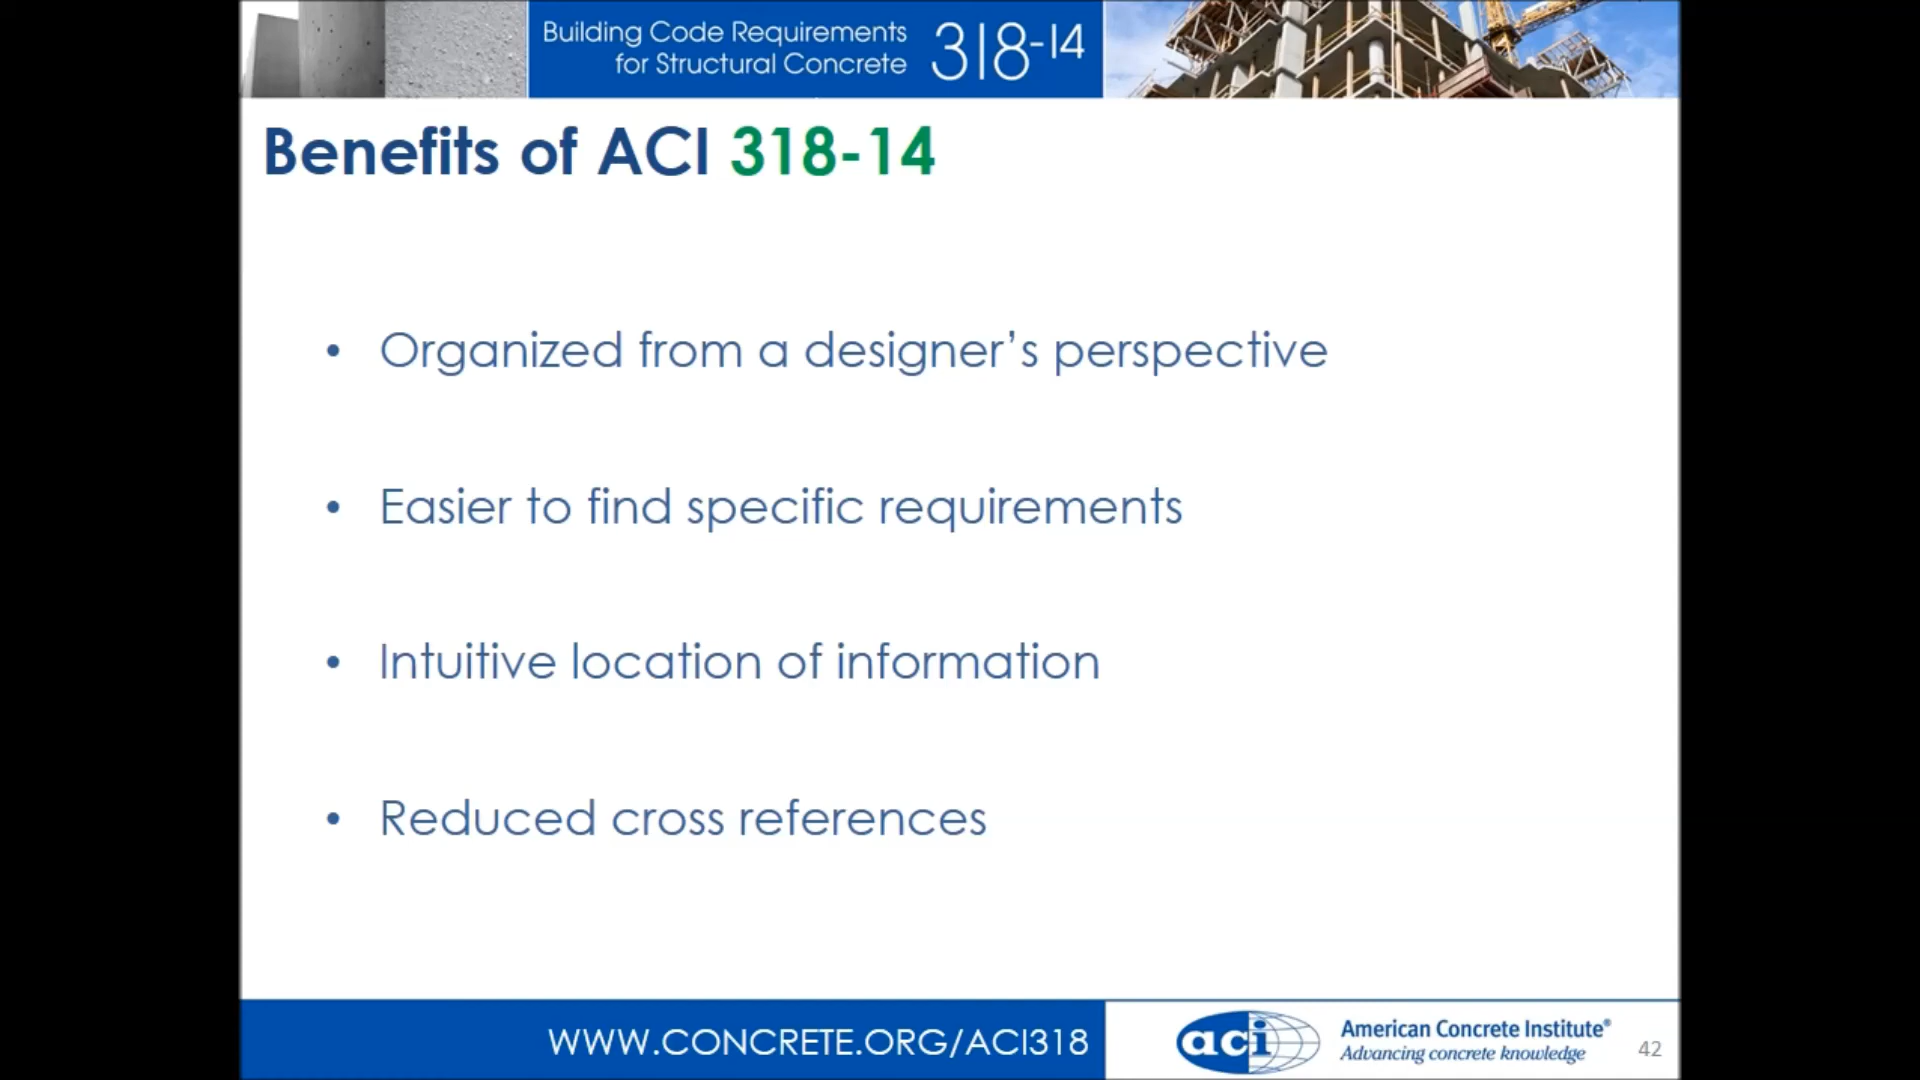 Building Code Requirements
for Structural Concrete
318-14
Benefits of ACI 318-14
• Organized from a designer’s perspective
• Easier to find specific requirements
• Intuitive location of information
• Reduced cross references
WWW.CONCRETE.ORG/ACI318
aci
American Concrete Institute®
Advancing concrete knowledge
42